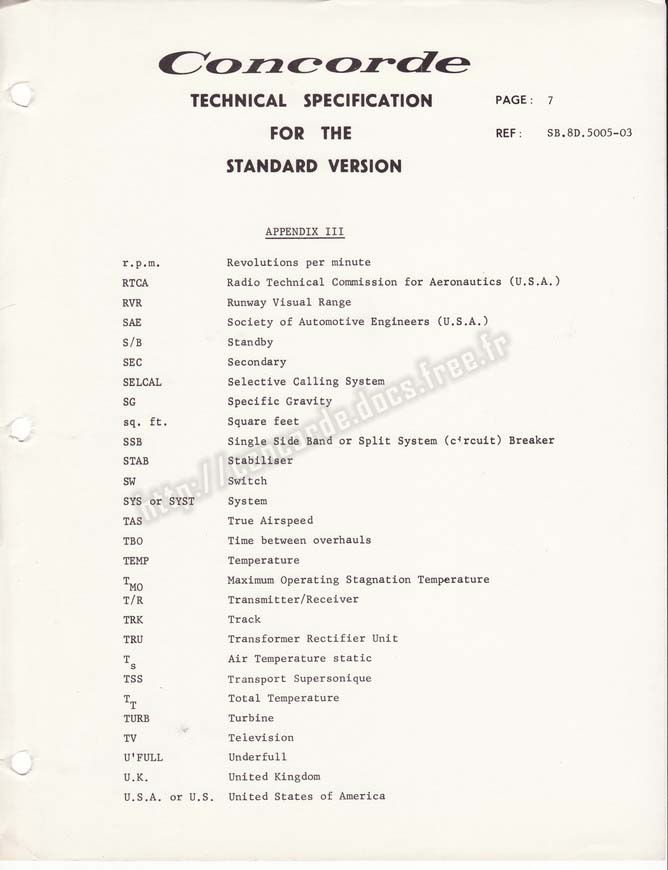 Concorde
TECHNICAL SPECIFICATION
FOR THE
STANDARD VERSION
PAGE: 7
REF: SB.8D.5005-03
APPENDIX III
r.p.m. Revolutions per minute
RTCA Radio Technical Commission for Aeronautics (U.S.A.)
RVR Runway Visual Range
SAE Society of Automotive Engineers (U.S.A.)
S/B Standby
SEC Secondary
SELCAL Selective Calling System
SG Specific Gravity
sq. ft. Square feet
SSB Single Side Band or Split System (circuit) Breaker
STAB Stabiliser
SW Switch
SYS or SYST System
TAS True Airspeed
TBO Time between overhauls
TEMP Temperature
TMO Maximum Operating Stagnation Temperature
T/R Transmitter/Receiver
TRK Track
TRU Transformer Rectifier Unit
Ts Air Temperature static
TSS Transport Supersonique
TT Total Temperature
TURB Turbine
TV Television
U'FULL Underfull
U.K. United Kingdom
U.S.A. or U.S. United States of America
http://concorde.docs.free.fr